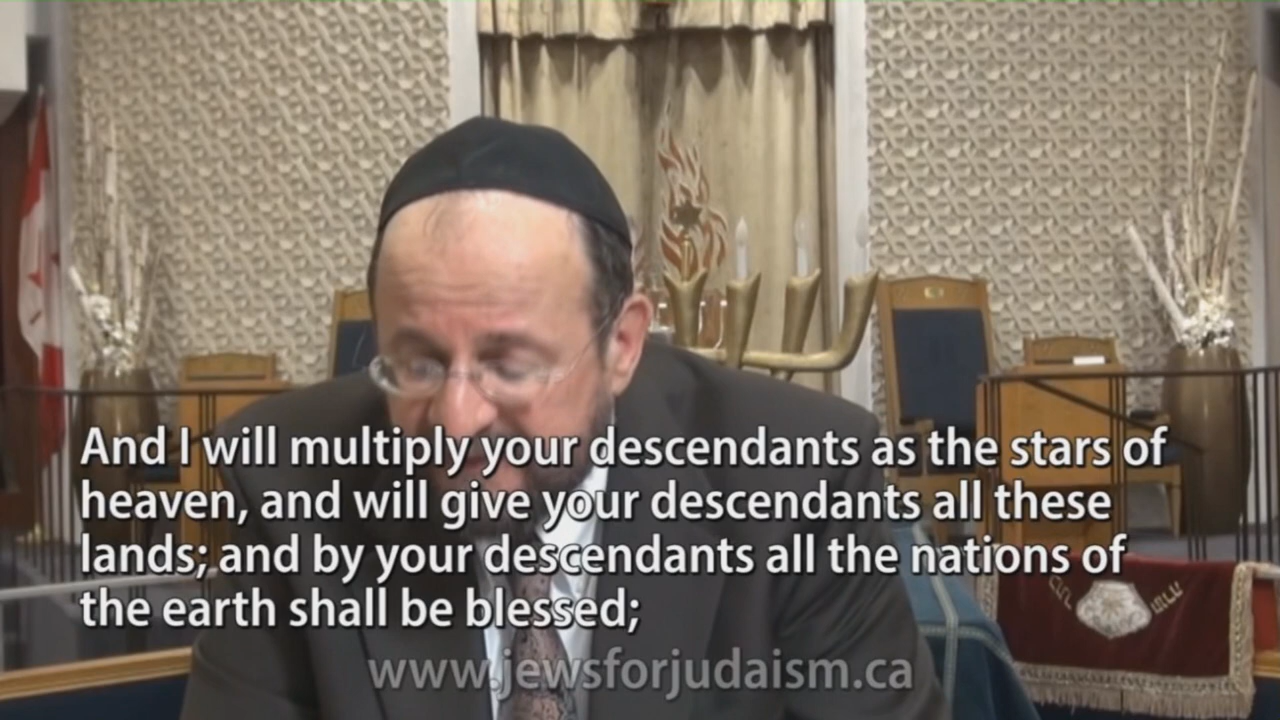 And I will multiply your descendants as the stars of
heaven, and will give your descendants all these
lands; and by your descendants all the nations of
the earth shall be blessed;
www.jewsforjudaism.ca